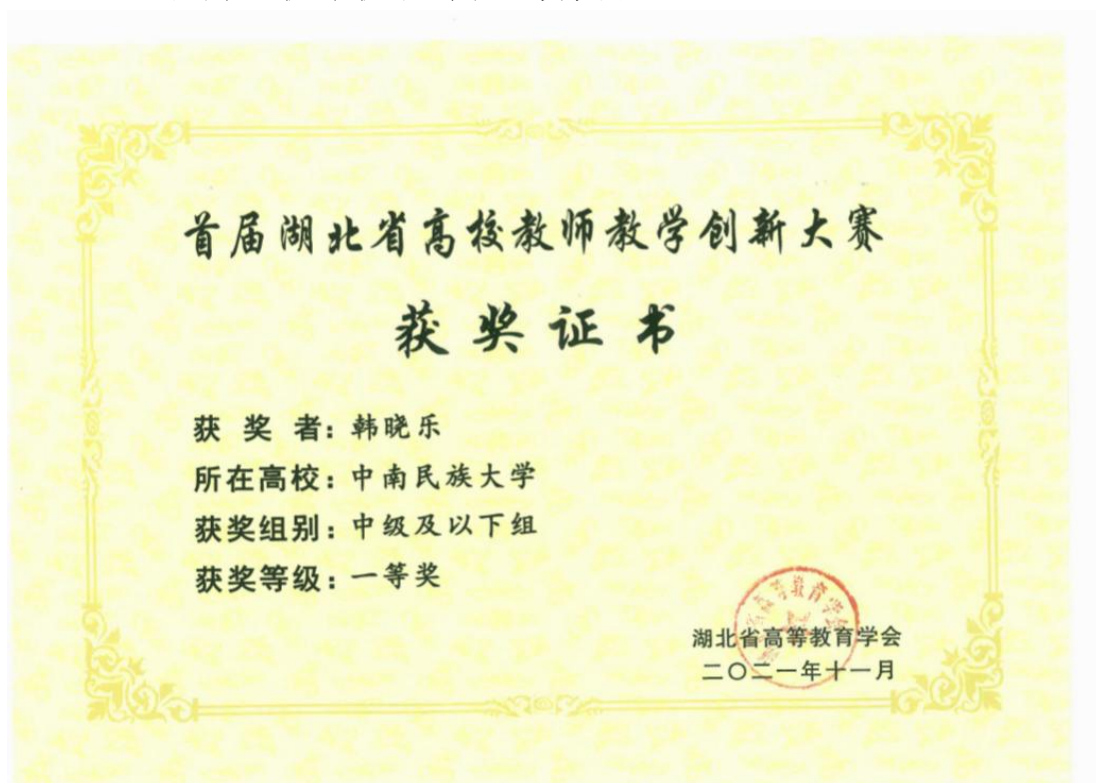 首届湖北省高校教师教学创新大赛
获奖证书
获 奖 者：韩晓乐
所在高校：中南民族大学
获奖组别：中级及以下组
获奖等级：一等奖
湖北省高等教育学会
二〇二一年十一月